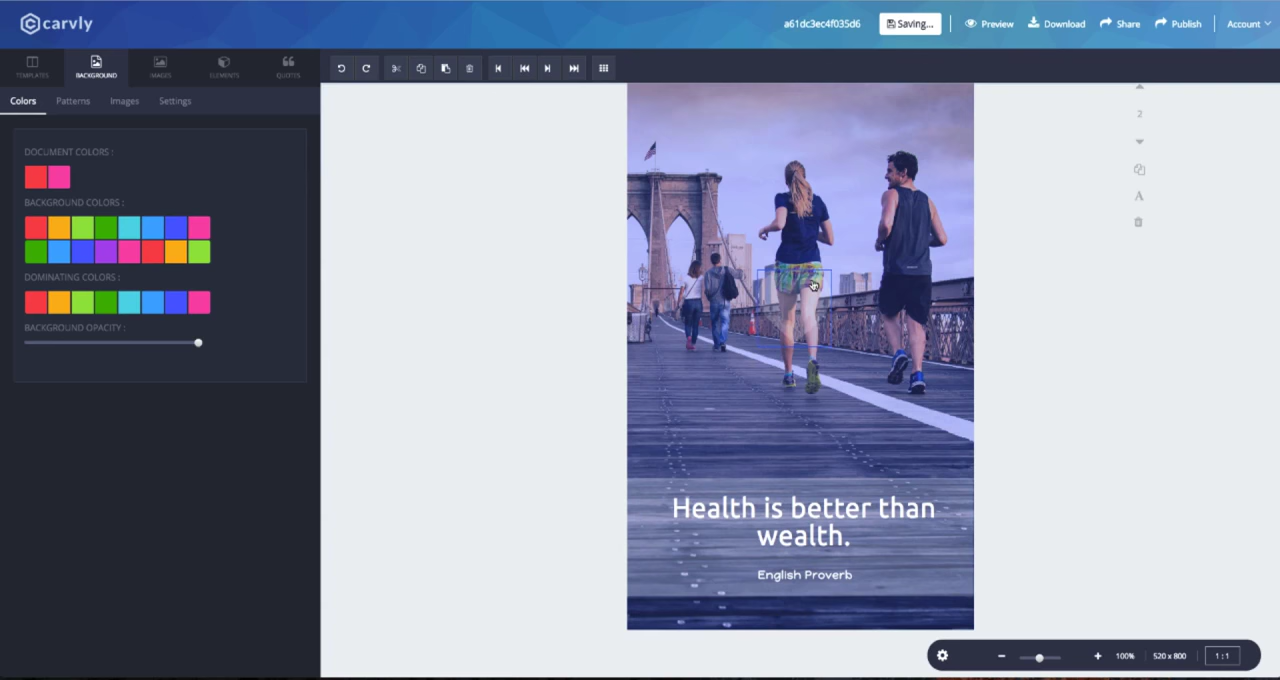 carvly
a61dc3ec4f035d6
Saving...
Preview
Download
Share
Publish
Account
TEMPLATES
BACKGROUND
IMAGES
ELEMENTS
QUOTES
Colors
Patterns
Images
Settings
DOCUMENT COLORS :
BACKGROUND COLORS :
DOMINATING COLORS :
BACKGROUND OPACITY :
2
A
Health is better than
wealth.
English Proverb
100%
520 x 800
1 : 1